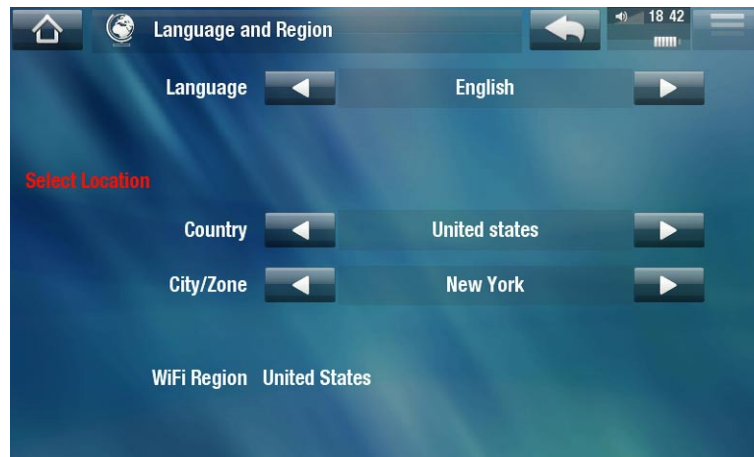 Language and Region
18 42
Language English
Select Location
Country United states
City/Zone New York
WiFi Region United States